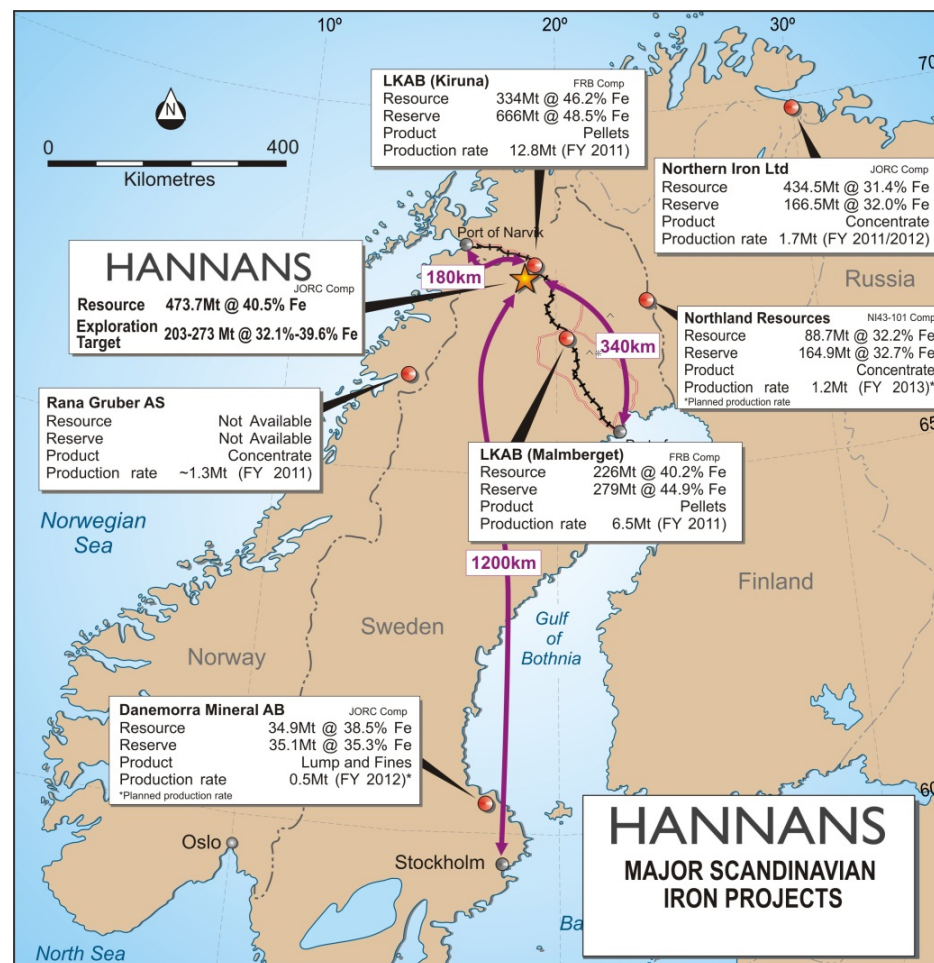 10º
20º
30º
70
N
0
400
Kilometres
LKAB (Kiruna) FRB Comp
Resource 334Mt @ 46.2% Fe
Reserve 666Mt @ 48.5% Fe
Product Pellets
Production rate 12.8Mt (FY 2011)
Northern Iron Ltd JORC Comp
Resource 434.5Mt @ 31.4% Fe
Reserve 166.5Mt @ 32.0% Fe
Product Concentrate
Production rate 1.7Mt (FY 2011/2012)
Port of Narvik
HANNANS
JORC Comp
Resource 473.7Mt @ 40.5% Fe
Exploration Target 203-273 Mt @ 32.1%-39.6% Fe
180km
Russia
Northland Resources NI43-101 Comp
Resource 88.7Mt @ 32.2% Fe
Reserve 164.9Mt @ 32.7% Fe
Product Concentrate
Production rate 1.2Mt (FY 2013)*
*Planned production rate
340km
Rana Gruber AS
Resource Not Available
Reserve Not Available
Product Concentrate
Production rate ~1.3Mt (FY 2011)
65
LKAB (Malmberget) FRB Comp
Resource 226Mt @ 40.2% Fe
Reserve 279Mt @ 44.9% Fe
Product Pellets
Production rate 6.5Mt (FY 2011)
Norwegian
Sea
1200km
Finland
Gulf
of
Bothnia
Sweden
Norway
Danemorra Mineral AB JORC Comp
Resource 34.9Mt @ 38.5% Fe
Reserve 35.1Mt @ 35.3% Fe
Product Lump and Fines
Production rate 0.5Mt (FY 2012)*
*Planned production rate
60
Oslo
Stockholm
HANNANS
MAJOR SCANDINAVIAN
IRON PROJECTS
Ba
North Sea